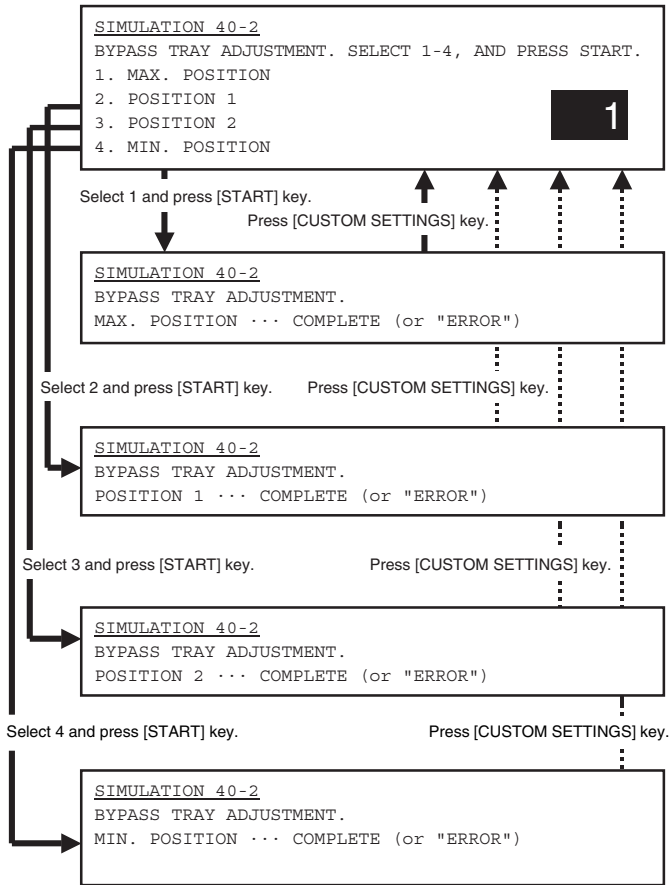 SIMULATION 40-2
BYPASS TRAY ADJUSTMENT. SELECT 1-4, AND PRESS START.
1. MAX. POSITION
2. POSITION 1
3. POSITION 2
4. MIN. POSITION
1
Select 1 and press [START] key.
Press [CUSTOM SETTINGS] key.
SIMULATION 40-2
BYPASS TRAY ADJUSTMENT.
MAX. POSITION ··· COMPLETE (or "ERROR")
Select 2 and press [START] key. Press [CUSTOM SETTINGS] key.
SIMULATION 40-2
BYPASS TRAY ADJUSTMENT.
POSITION 1 ··· COMPLETE (or "ERROR")
Select 3 and press [START] key. Press [CUSTOM SETTINGS] key.
SIMULATION 40-2
BYPASS TRAY ADJUSTMENT.
POSITION 2 ··· COMPLETE (or "ERROR")
Select 4 and press [START] key. Press [CUSTOM SETTINGS] key.
SIMULATION 40-2
BYPASS TRAY ADJUSTMENT.
MIN. POSITION ··· COMPLETE (or "ERROR")